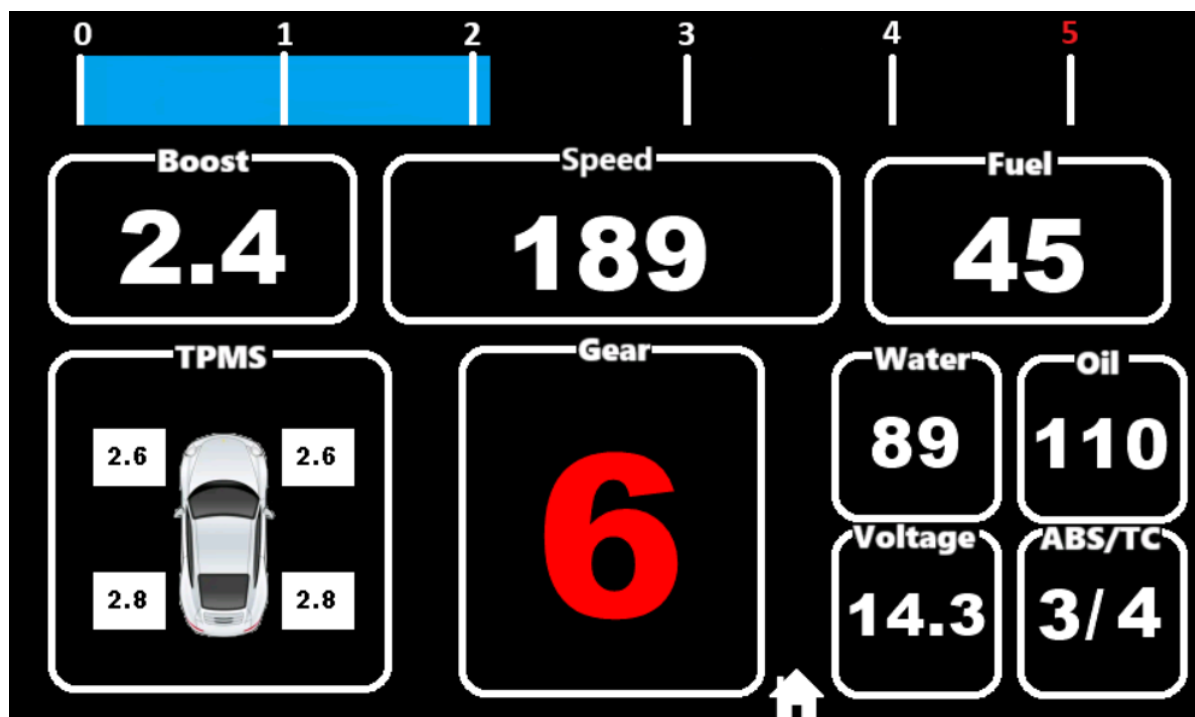 0 1 2 3 4 5
Boost Speed Fuel
2.4 189 45
TPMS Gear Water Oil
2.6 2.6 89 110
6
Voltage ABS/TC
2.8 2.8 14.3 3/4